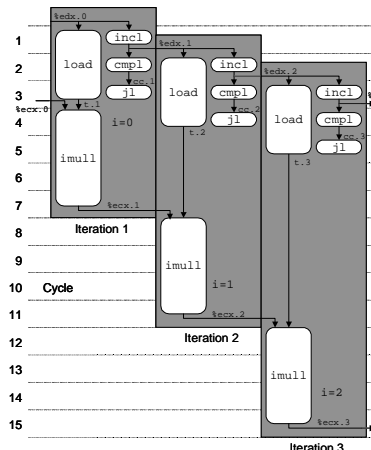 %edx.0
1
incl
%edx.1
load
cmpl
cc.1
incl
%edx.2
2
jl
load
cmpl
cc.2
incl
3
%ecx.0
t.1
jl
load
cmpl
cc.3
4
i=0
t.2
jl
5
imull
t.3
6
7
%ecx.1
Iteration 1
8
9
imull
10
Cycle
i=1
11
%ecx.2
12
Iteration 2
13
imull
14
i=2
15
%ecx.3
Iteration 3